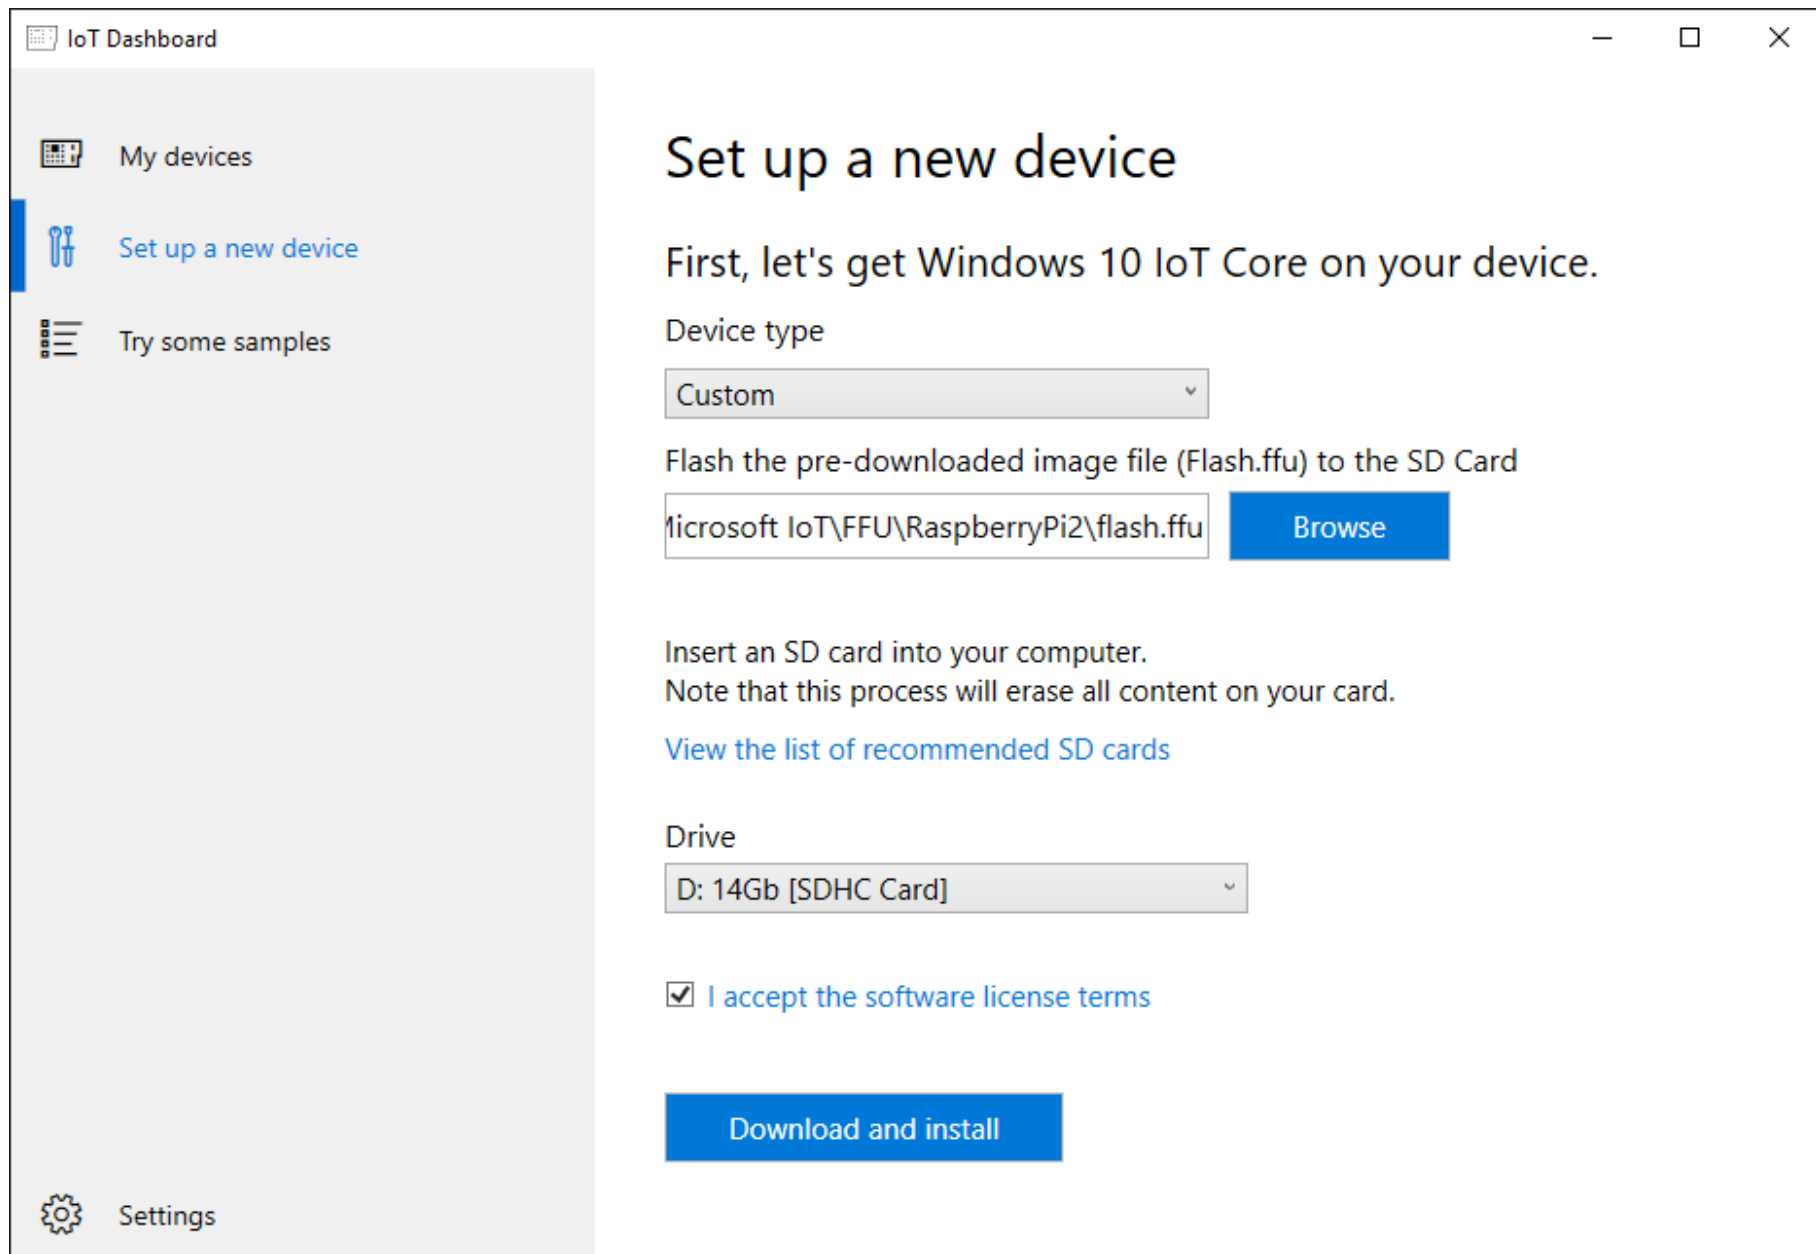 IoT Dashboard
My devices
Set up a new device
Try some samples
Settings
Set up a new device
First, let's get Windows 10 IoT Core on your device.
Device type
Custom
Flash the pre-downloaded image file (Flash.ffu) to the SD Card
Microsoft IoT\FFU\RaspberryPi2\flash.ffu
Browse
Insert an SD card into your computer.
Note that this process will erase all content on your card.
View the list of recommended SD cards
Drive
D: 14Gb [SDHC Card]
I accept the software license terms
Download and install